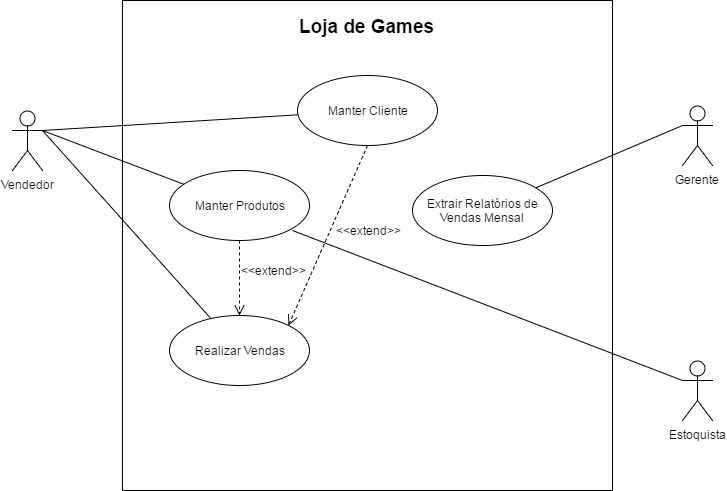 Loja de Games
Manter Cliente
Vendedor
Manter Produtos
Extrair Relatórios de
Vendas Mensal
Gerente
<<extend>>
<<extend>>
Realizar Vendas
Estoquista